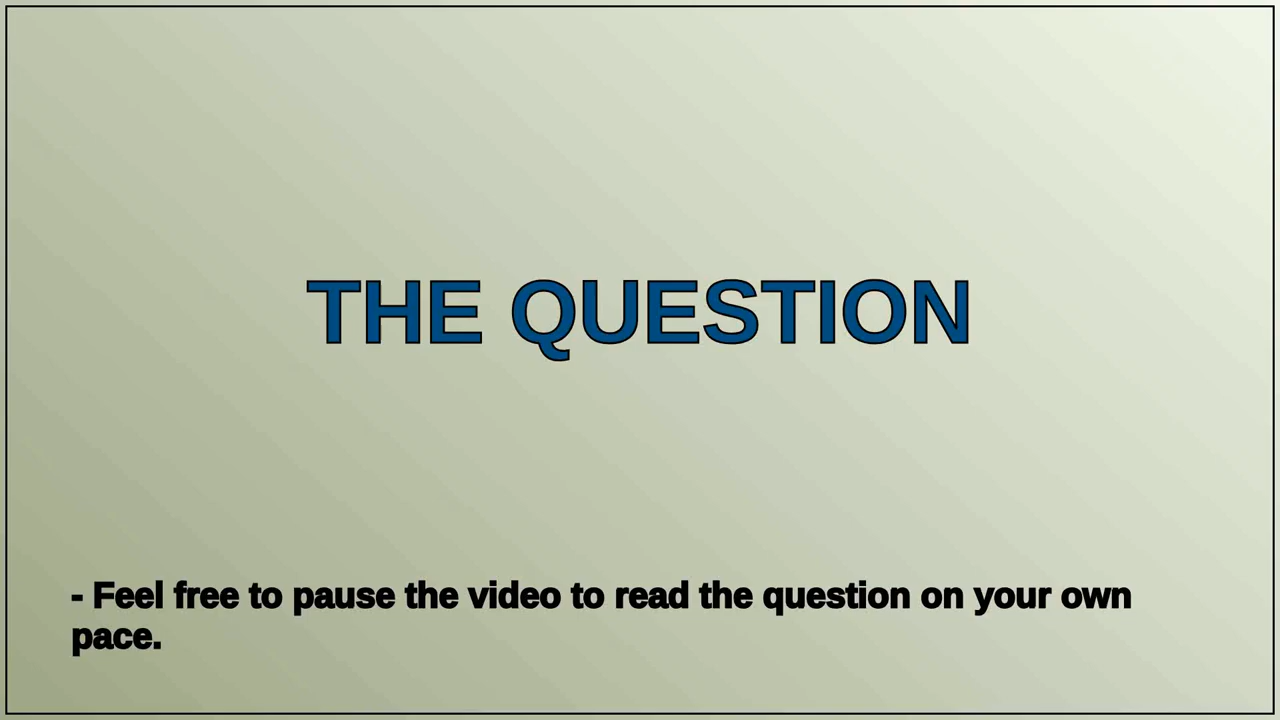 THE QUESTION
- Feel free to pause the video to read the question on your own
pace.